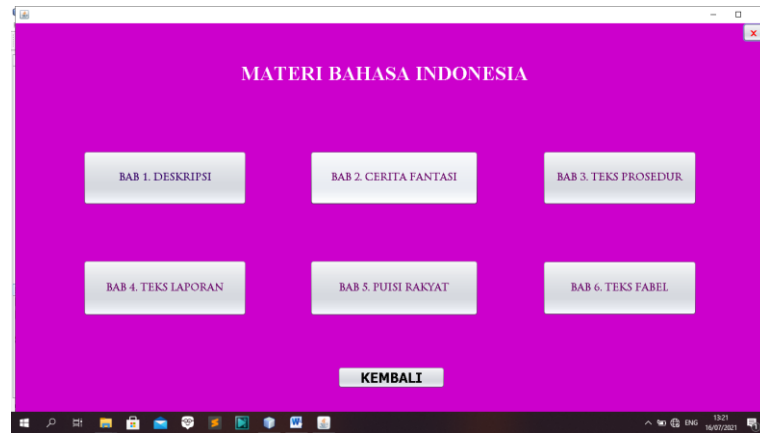 MATERI BAHASA INDONESIA
BAB 1. DESKRIPSI
BAB 2. CERITA FANTASI
BAB 3. TEKS PROSEDUR
BAB 4. TEKS LAPORAN
BAB 5. PUISI RAKYAT
BAB 6. TEKS FABEL
KEMBALI
ENG
13:21
16/07/2021